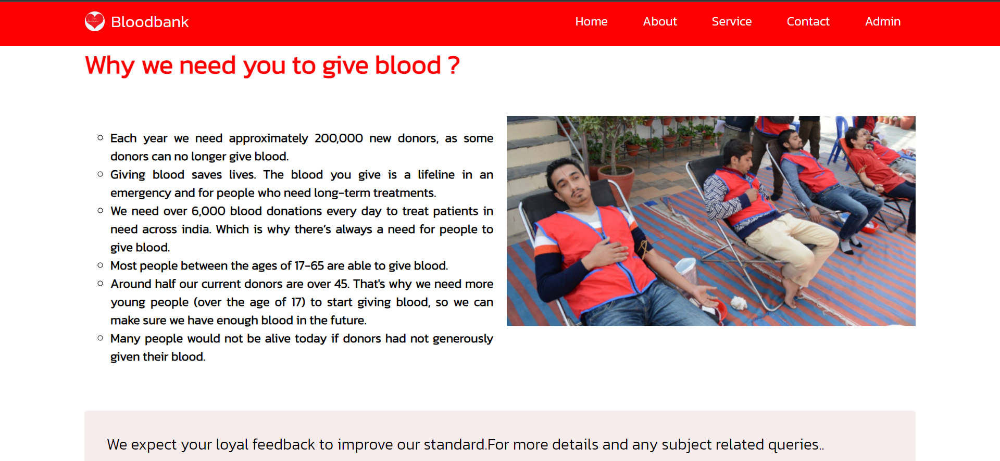 Bloodbank
Home About Service Contact Admin
Why we need you to give blood ?
Each year we need approximately 200,000 new donors, as some
donors can no longer give blood.
Giving blood saves lives. The blood you give is a lifeline in an
emergency and for people who need long-term treatments.
We need over 6,000 blood donations every day to treat patients in
need across india. Which is why there's always a need for people to
give blood.
Most people between the ages of 17-65 are able to give blood.
Around half our current donors are over 45. That's why we need more
young people (over the age of 17) to start giving blood, so we can
make sure we have enough blood in the future.
Many people would not be alive today if donors had not generously
given their blood.
We expect your loyal feedback to improve our standard.For more details and any subject related queries..